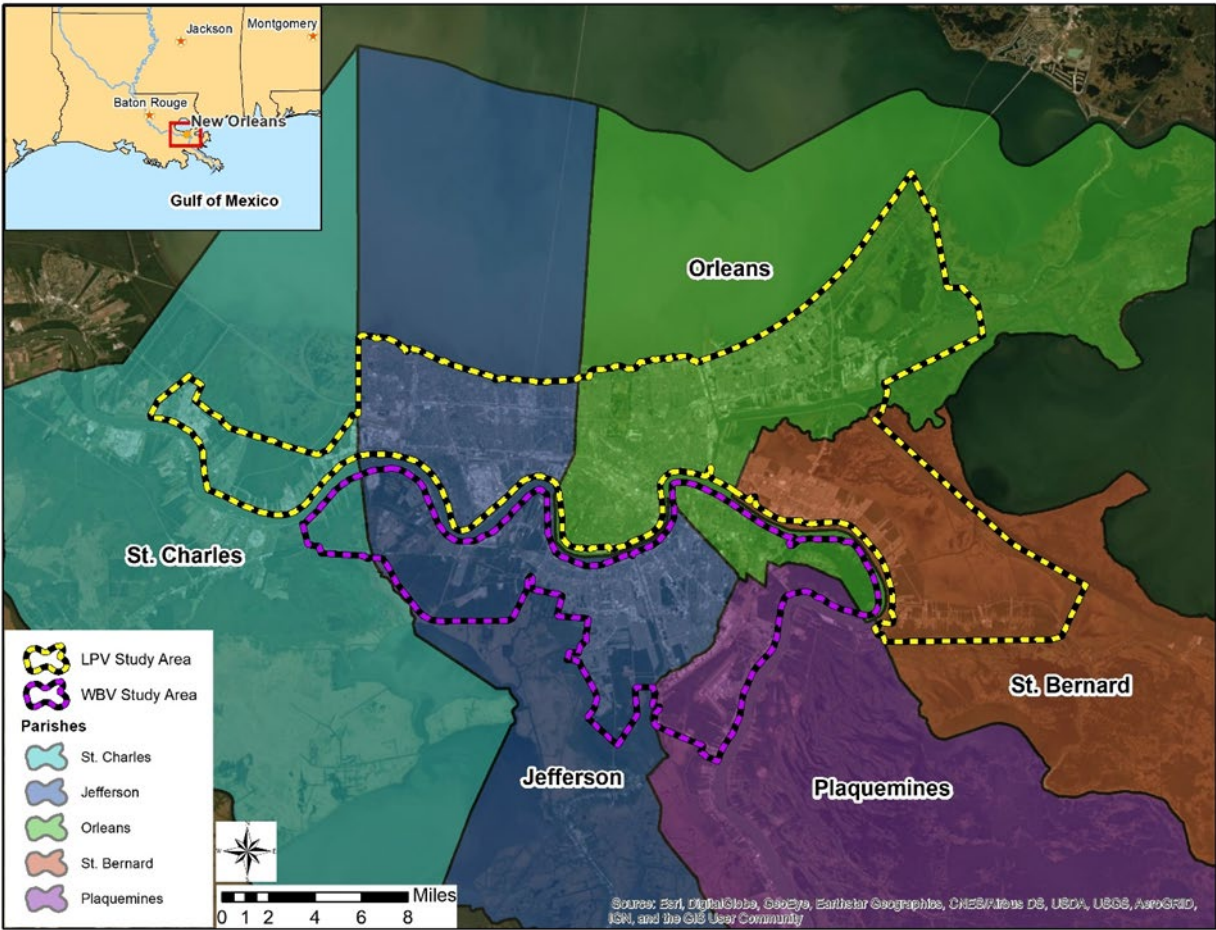 Jackson
Montgomery
Baton Rouge
New Orleans
Gulf of Mexico
Orleans
St. Charles
St. Bernard
Jefferson
Plaquemines
LPV Study Area
WBV Study Area
Parishes
St. Charles
Jefferson
Orleans
St. Bernard
Plaquemines
W E
Miles
0 1 2 4 6 8
Source: Esri, DigitalGlobe, GeoEye, Earthstar Geographics, CNES/Airbus DS, USDA, USGS, AeroGRID,
IGN, and the GIS User Community